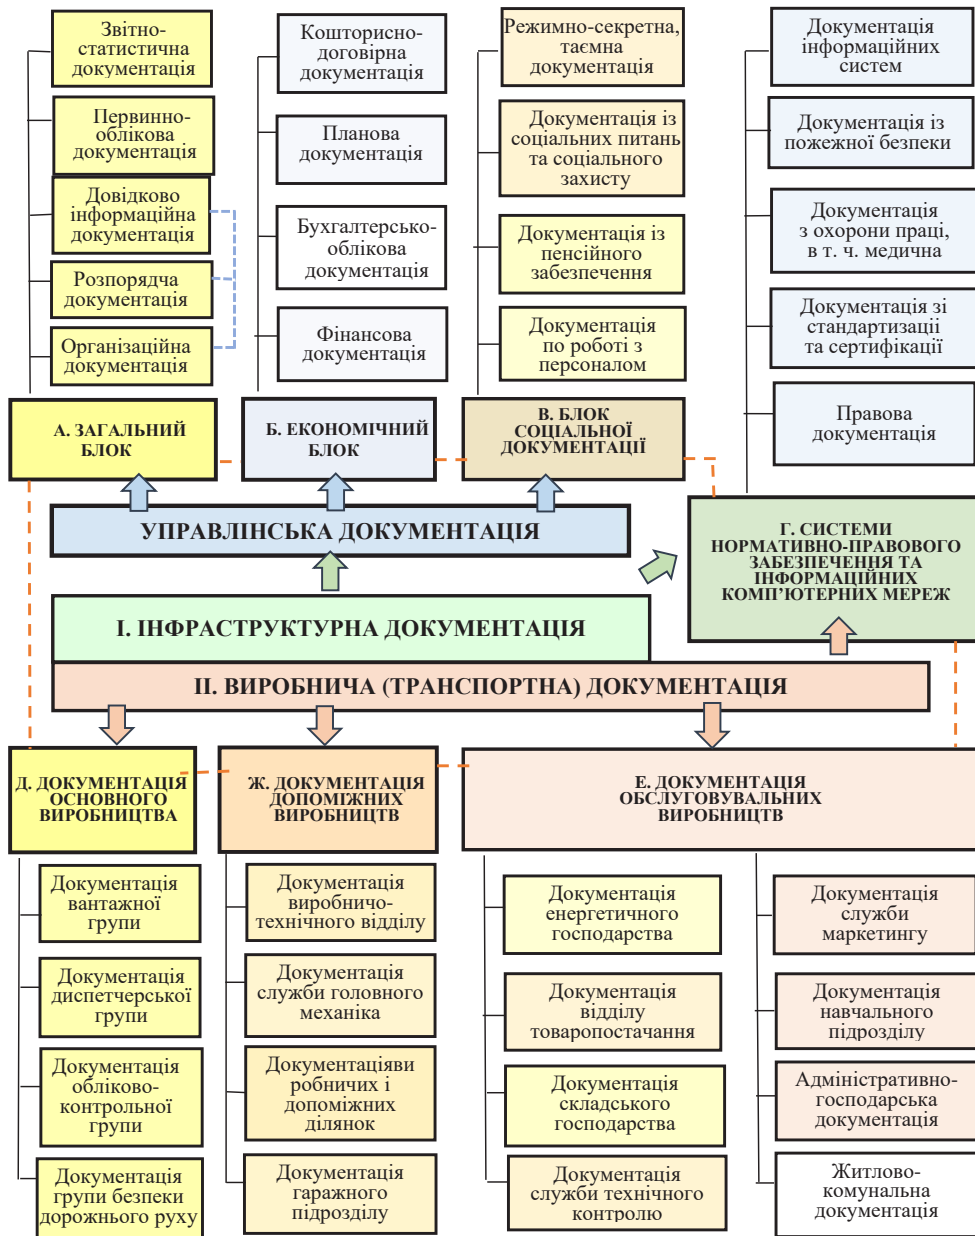 Звітно-
статистична
документація
Первинно-
облікова
документація
Довідково
інформаційна
документація
Розпорядча
документація
Організаційна
документація
Кошторисно-
договірна
документація
Планова
документація
Бухгалтерсько-
облікова
документація
Фінансова
документація
Режимно-секретна,
таємна
документація
Документація із
соціальних питань
та соціального
захисту
Документація із
пенсійного
забезпечення
Документація
по роботі з
персоналом
Документація
інформаційних
систем
Документація із
пожежної безпеки
Документація
з охорони праці,
в т. ч. медична
Документація зі
стандартизації
та сертифікації
Правова
документація
А. ЗАГАЛЬНИЙ
БЛОК
Б. ЕКОНОМІЧНИЙ
БЛОК
В. БЛОК
СОЦІАЛЬНОЇ
ДОКУМЕНТАЦІЇ
УПРАВЛІНСЬКА ДОКУМЕНТАЦІЯ
Г. СИСТЕМИ
НОРМАТИВНО-ПРАВОВОГО
ЗАБЕЗПЕЧЕННЯ ТА
ІНФОРМАЦІЙНИХ
КОМП’ЮТЕРНИХ МЕРЕЖ
І. ІНФРАСТРУКТУРНА ДОКУМЕНТАЦІЯ
ІІ. ВИРОБНИЧА (ТРАНСПОРТНА) ДОКУМЕНТАЦІЯ
Д. ДОКУМЕНТАЦІЯ
ОСНОВНОГО
ВИРОБНИЦТВА
Ж. ДОКУМЕНТАЦІЯ
ДОПОМІЖНИХ
ВИРОБНИЦТВ
Е. ДОКУМЕНТАЦІЯ
ОБСЛУГОВУВАЛЬНИХ
ВИРОБНИЦТВ
Документація
вантажної
групи
Документація
диспетчерської
групи
Документація
обліково-
контрольної
групи
Документація
групи безпеки
дорожнього руху
Документація
виробничо-
технічного відділу
Документація
служби головного
механіка
Документаціяви
робничих і
допоміжних
ділянок
Документація
гаражного
підрозділу
Документація
енергетичного
господарства
Документація
відділу
товаропостачання
Документація
складського
господарства
Документація
служби технічного
контролю
Документація
служби
маркетингу
Документація
навчального
підрозділу
Адміністративно-
господарська
документація
Житлово-
комунальна
документація